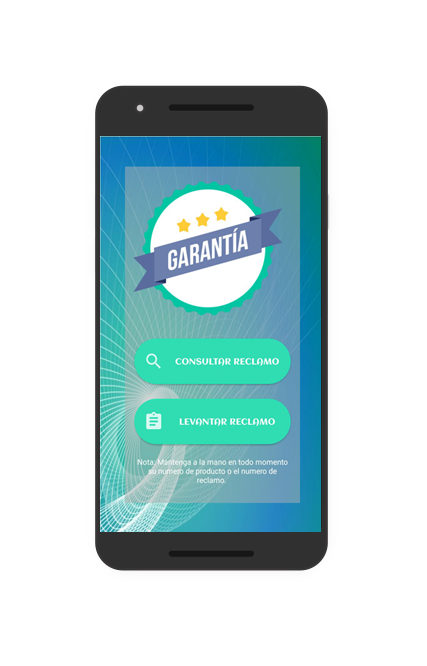 GARANTÍA
CONSULTAR RECLAMO
LEVANTAR RECLAMO
Nota: Mantenga a la mano en todo momento
su numero de producto o el numero de
reclamo.